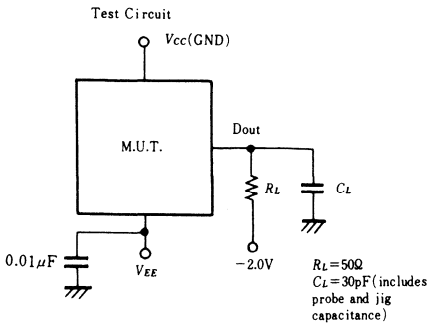 Test Circuit
Vcc(GND)
Dout
M.U.T.
RL
CL
0.01μF
VEE
−2.0V
RL=50Ω
CL=30pF(includes
probe and jig
capacitance)